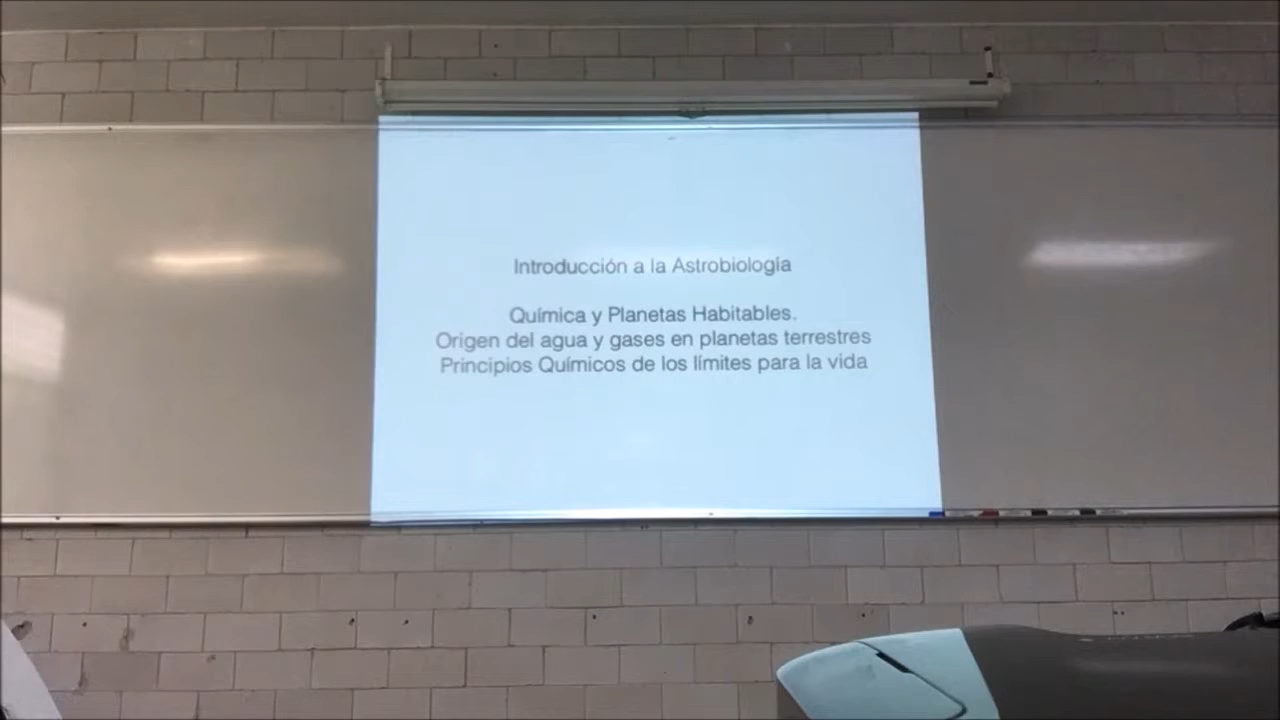 Introducción a la Astrobiología
Química y Planetas Habitables.
Origen del agua y gases en planetas terrestres
Principios Químicos de los límites para la vida